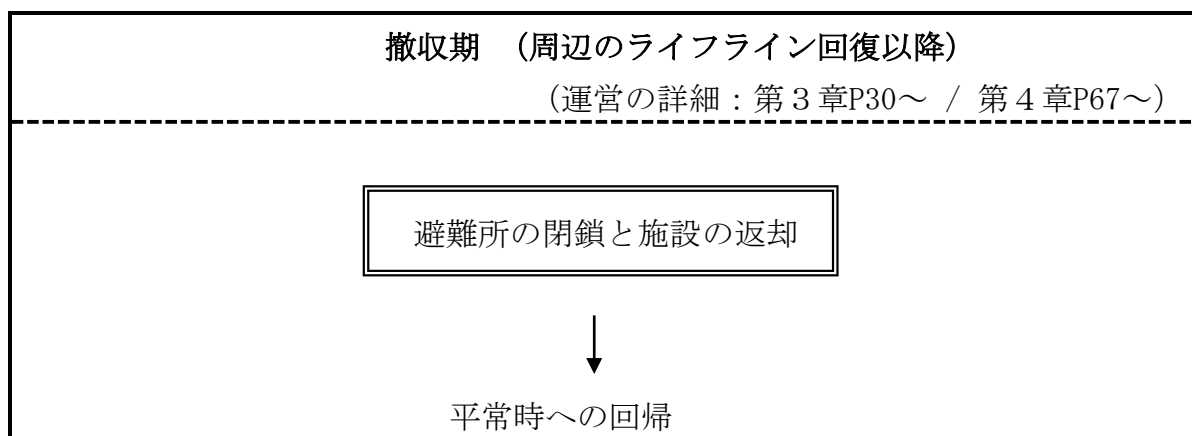 撤収期　（周辺のライフライン回復以降）
（運営の詳細：第３章P30～ / 第４章P67～）
避難所の閉鎖と施設の返却
平常時への回帰